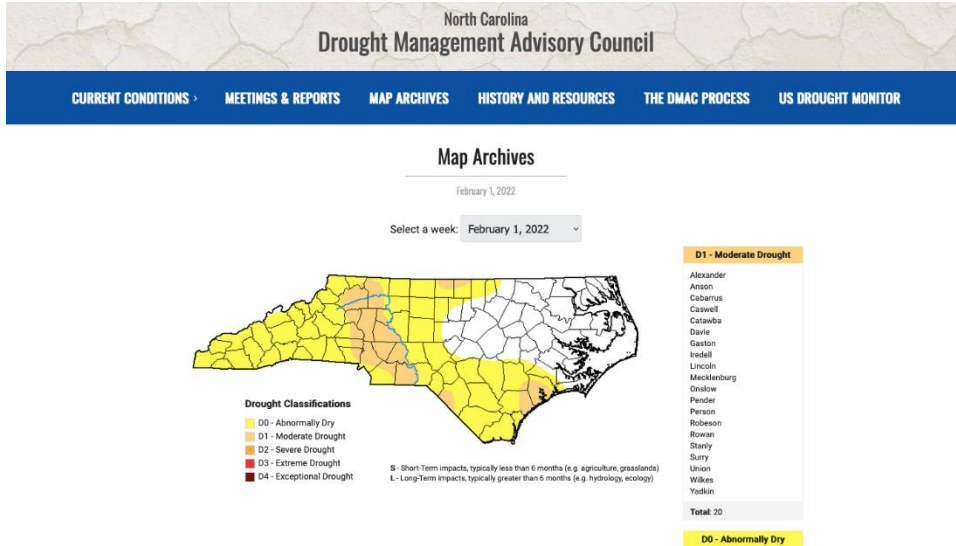 North Carolina
Drought Management Advisory Council
CURRENT CONDITIONS ›
MEETINGS & REPORTS
MAP ARCHIVES
HISTORY AND RESOURCES
THE DMAC PROCESS
US DROUGHT MONITOR
Map Archives
February 1, 2022
Select a week: February 1, 2022
Drought Classifications
D0 - Abnormally Dry
D1 - Moderate Drought
D2 - Severe Drought
D3 - Extreme Drought
D4 - Exceptional Drought
S - Short-Term impacts, typically less than 6 months (e.g. agriculture, grasslands)
L - Long-Term impacts, typically greater than 6 months (e.g. hydrology, ecology)
D1 - Moderate Drought
Alexander
Anson
Cabarrus
Caswell
Catawba
Davie
Gaston
Iredell
Lincoln
Mecklenburg
Onslow
Pender
Person
Robeson
Rowan
Stanly
Surry
Union
Wilkes
Yadkin
Total: 20
D0 - Abnormally Dry